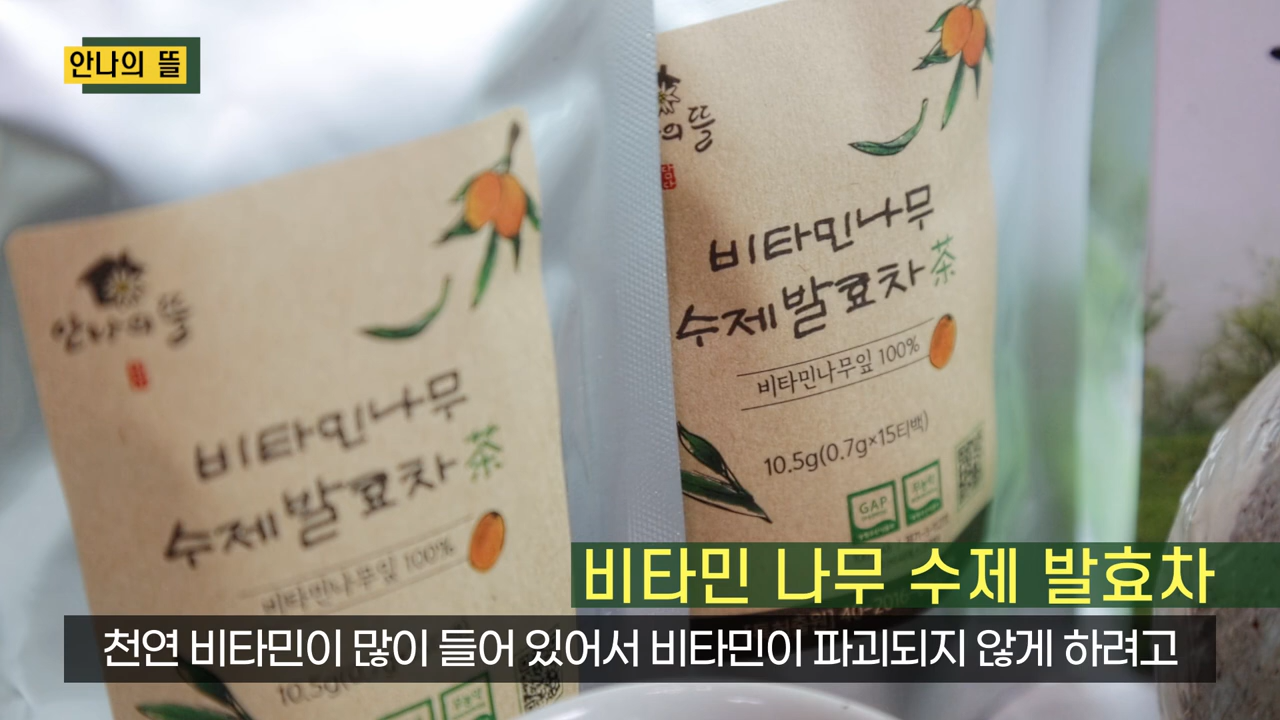 안나의 뜰
안나의 뜰
비타민나무
수제발효차 茶
비타민나무잎 100%
의 뜰
비타민나무
수제발효차 茶
비타민나무잎 100%
10.5g(0.7g×15티백)
GAP
무농약
비타민 나무 수제 발효차
천연 비타민이 많이 들어 있어서 비타민이 파괴되지 않게 하려고